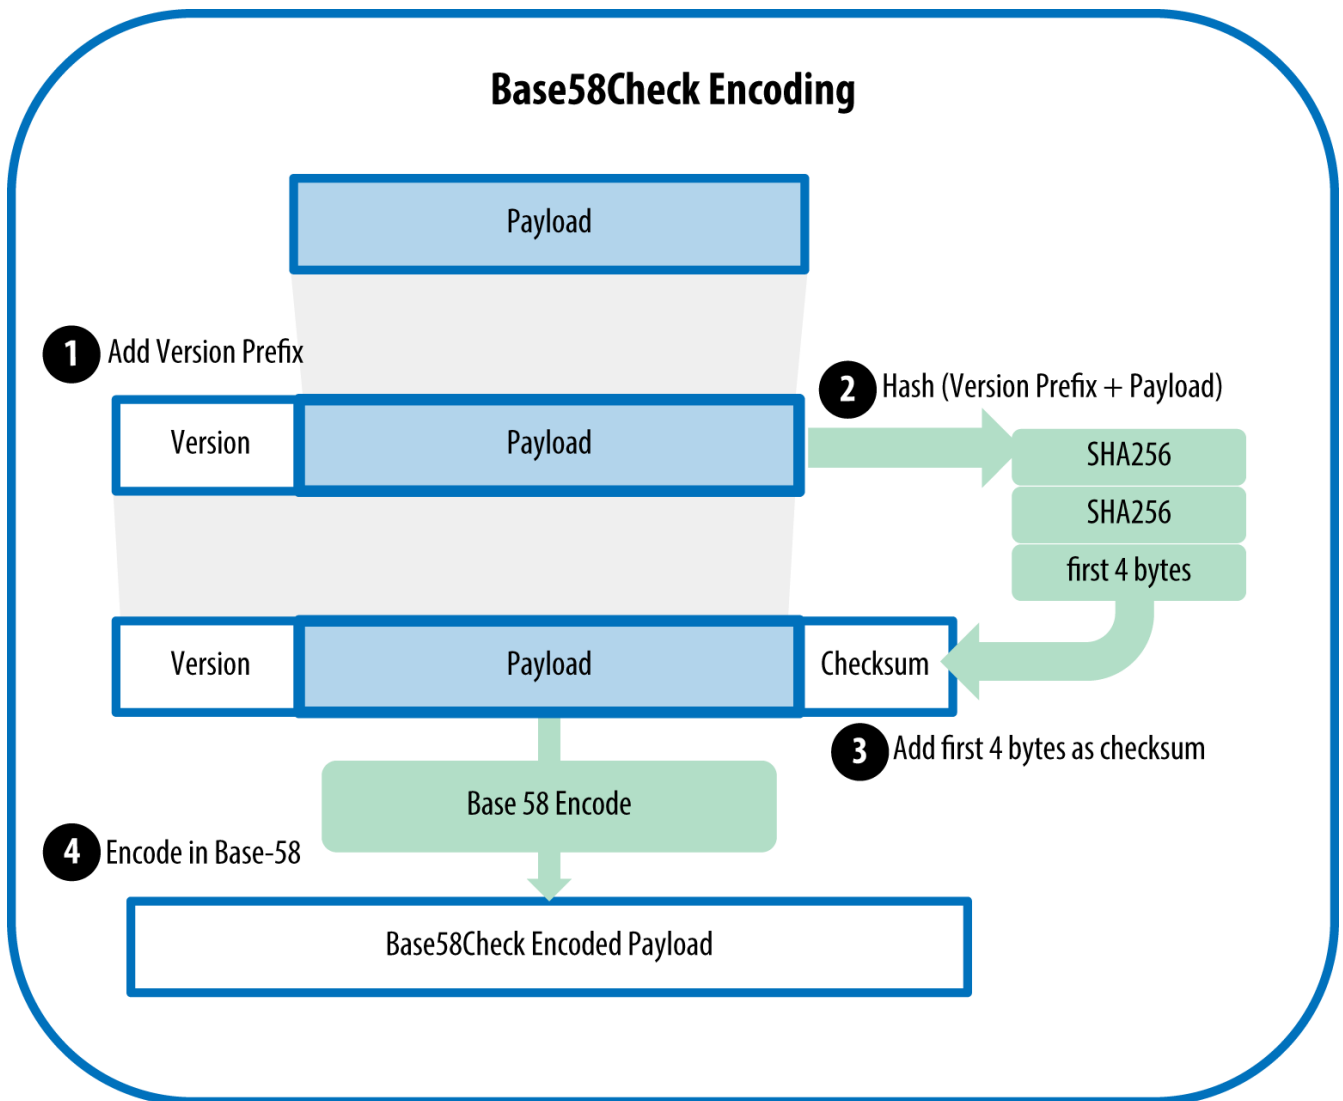 Base58Check Encoding
Payload
1 Add Version Prefix
2 Hash (Version Prefix + Payload)
Version
Payload
SHA256
SHA256
first 4 bytes
Version
Payload
Checksum
3 Add first 4 bytes as checksum
Base 58 Encode
4 Encode in Base-58
Base58Check Encoded Payload